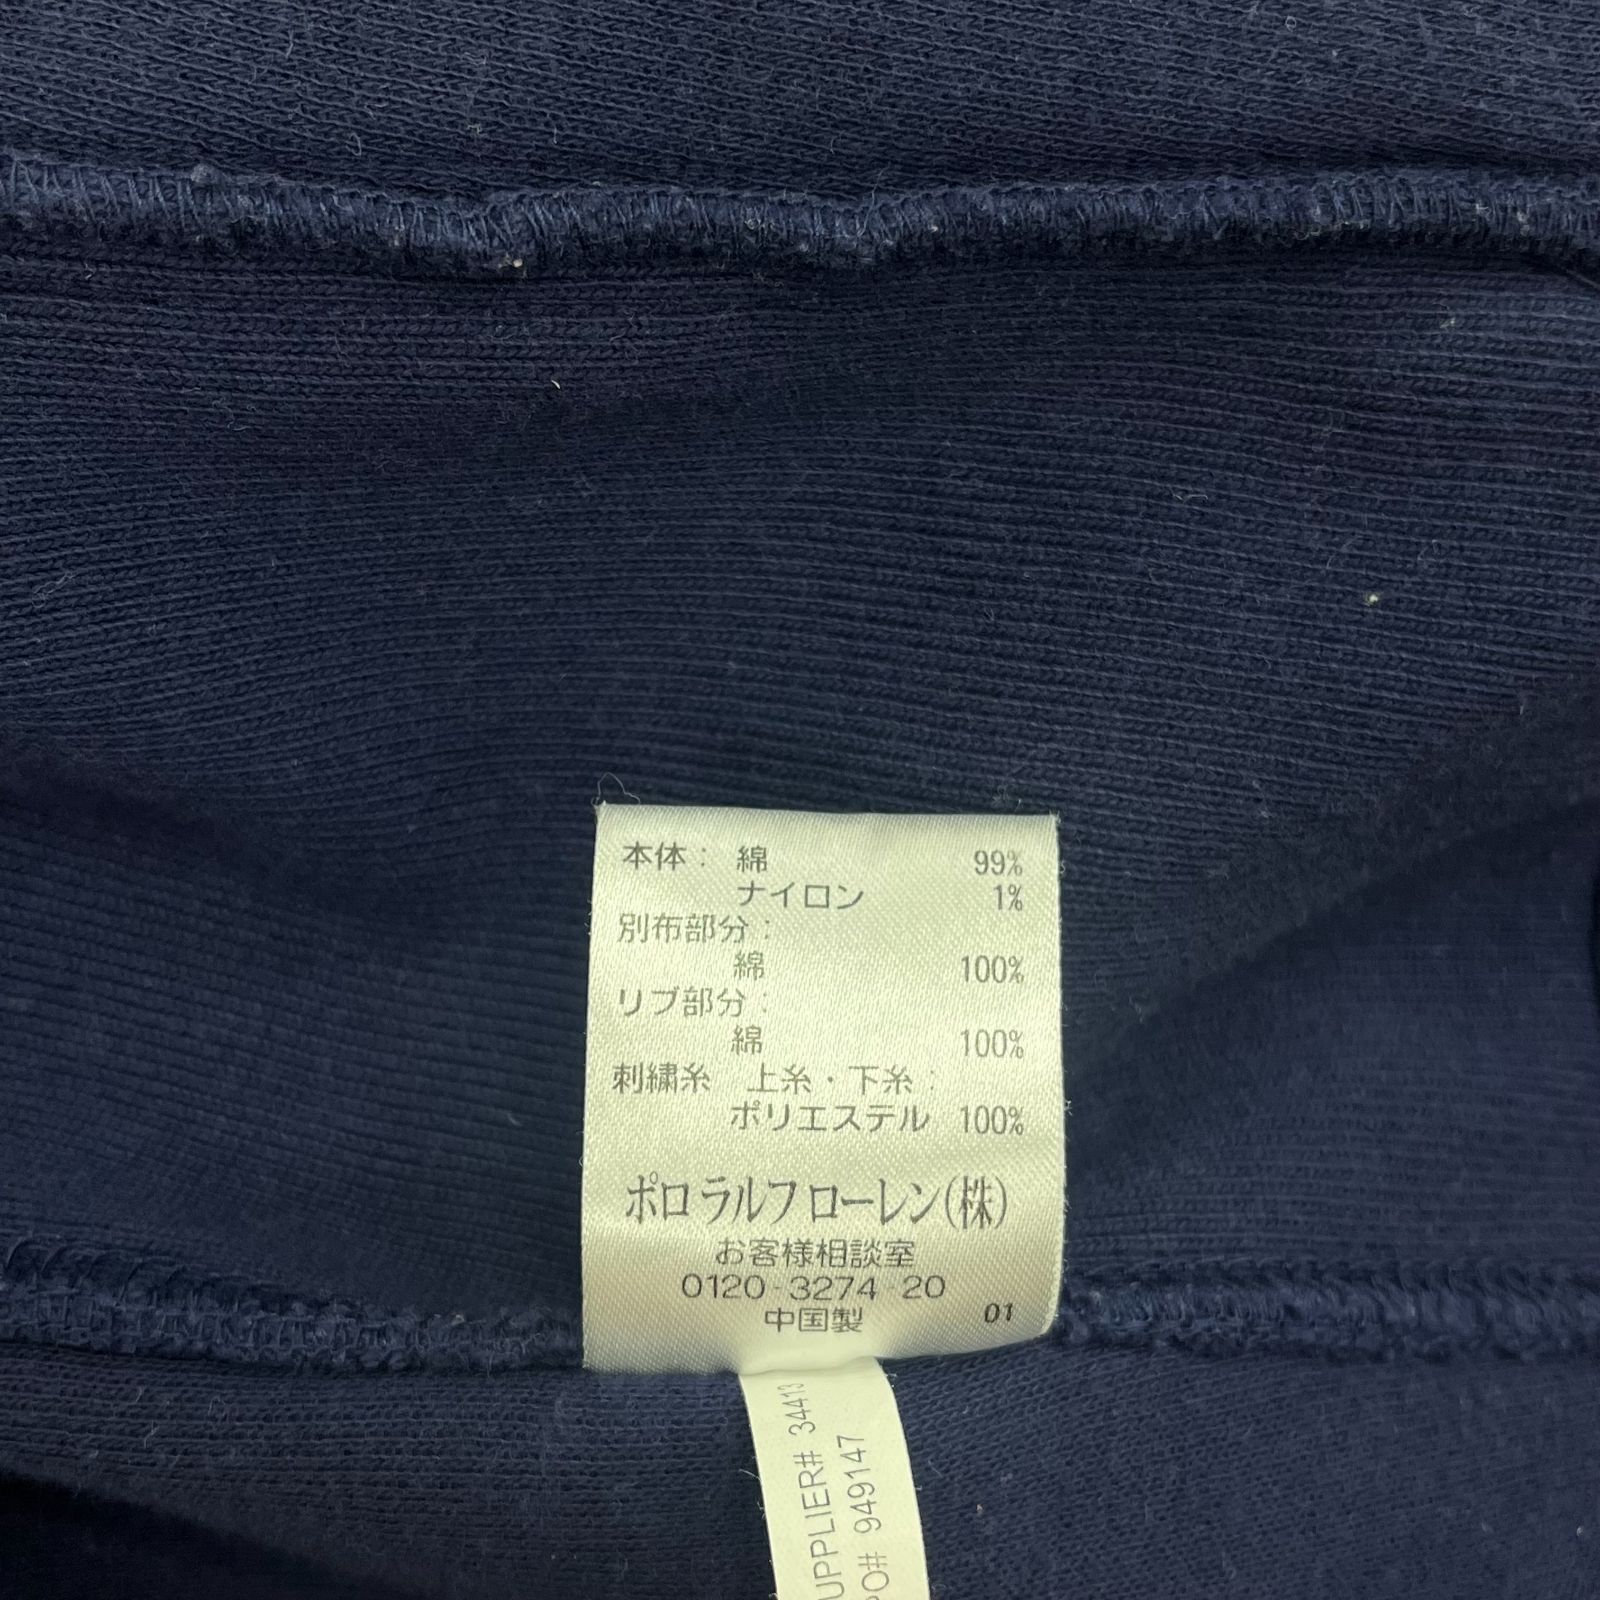 本体： 綿 99%
ナイロン 1%
別布部分：
綿 100%
リブ部分：
綿 100%
刺繍糸 上糸・下糸：
ポリエステル 100%
ポロ ラルフ ローレン(株)
お客様相談室
0120-3274-20
中国製 01
UPPLIER# 34413
PO# 949147